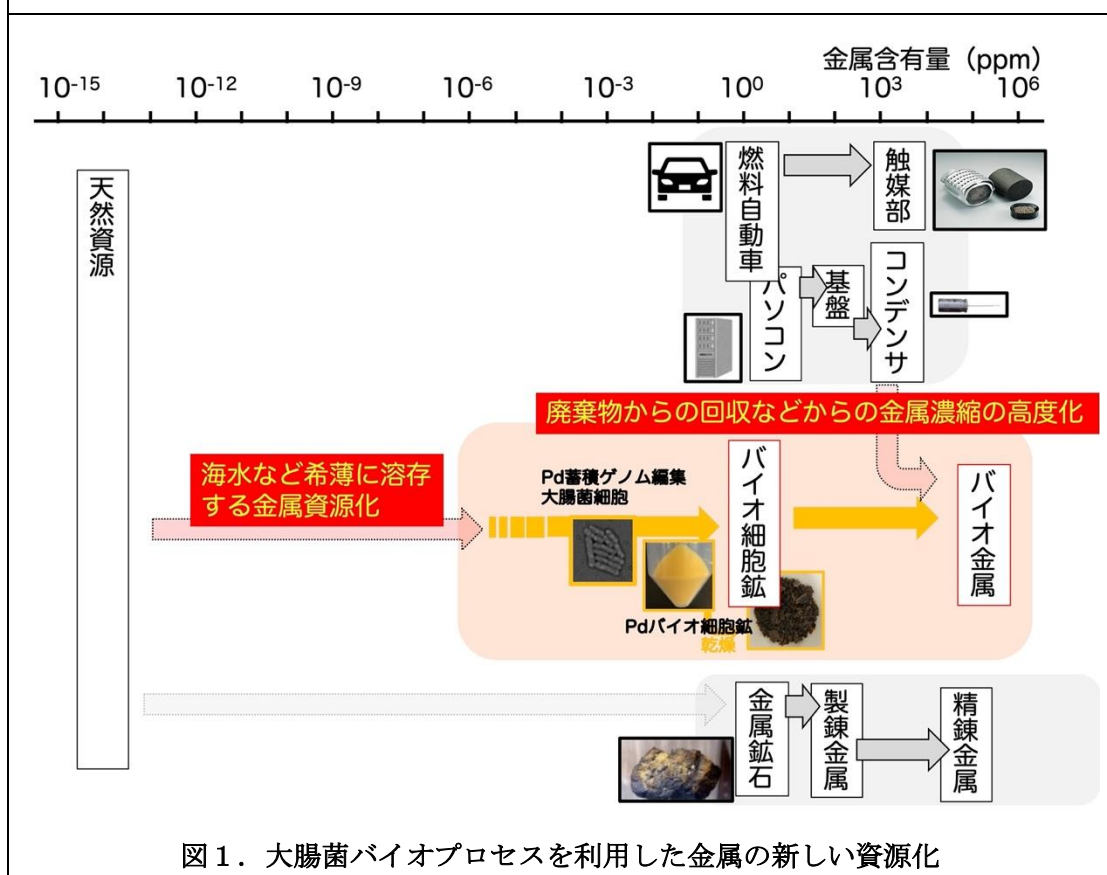 金属含有量（ppm）
10-15 10-12 10-9 10-6 10-3 100 103 106
天然資源
燃料自動車
触媒部
パソコン
基盤
コンデンサ
廃棄物からの回収などからの金属濃縮の高度化
海水など希薄に溶存
する金属資源化
Pd蓄積ゲノム編集
大腸菌細胞
バイオ細胞鉱
バイオ金属
Pdバイオ細胞鉱
乾燥
金属鉱石
製錬金属
精錬金属
図１．大腸菌バイオプロセスを利用した金属の新しい資源化